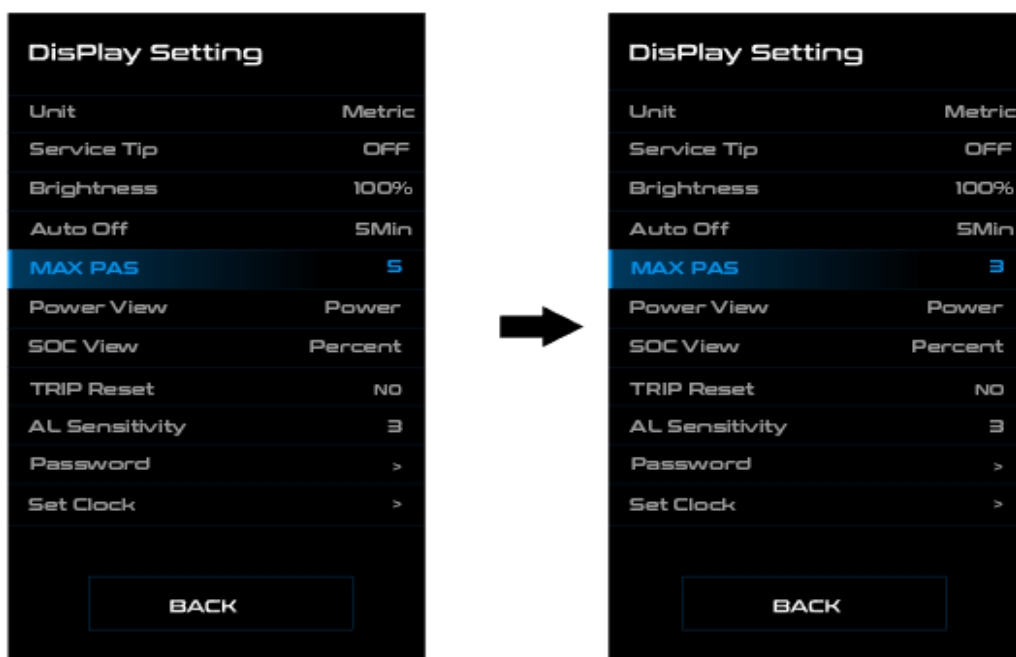 DisPlay Setting
Unit Metric
Service Tip OFF
Brightness 100%
Auto Off 5Min
MAX PAS 5
Power View Power
SOC View Percent
TRIP Reset NO
AL Sensitivity 3
Password >
Set Clock >
BACK
DisPlay Setting
Unit Metric
Service Tip OFF
Brightness 100%
Auto Off 5Min
MAX PAS 3
Power View Power
SOC View Percent
TRIP Reset NO
AL Sensitivity 3
Password >
Set Clock >
BACK